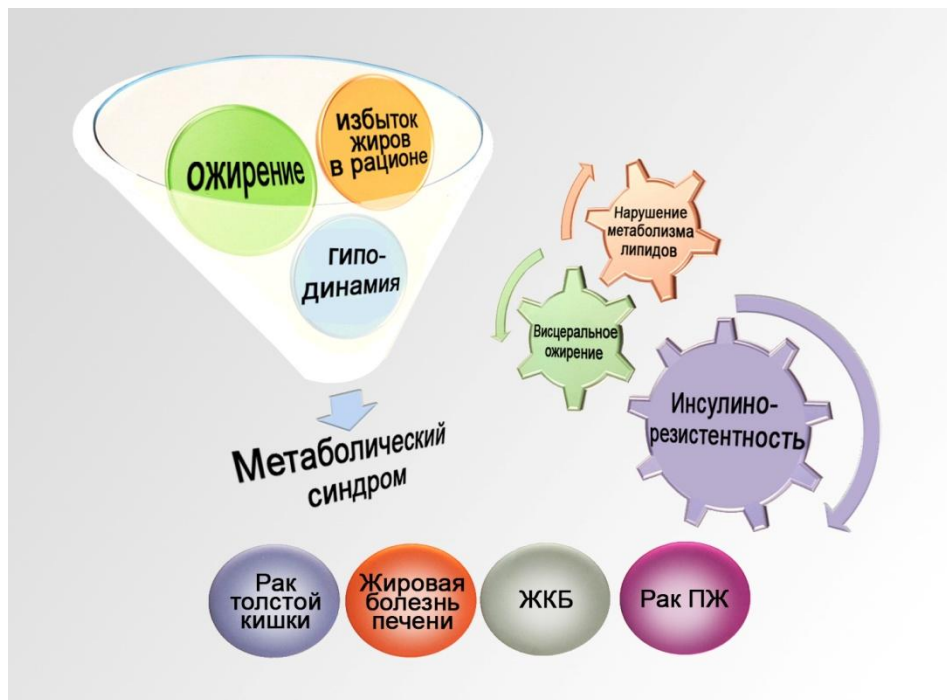 ожирение
избыток
жиров
в рационе
гипо-
динамия
Метаболический
синдром
Нарушение
метаболизма
липидов
Висцеральное
ожирение
Инсулино-
резистентность
Рак
толстой
кишки
Жировая
болезнь
печени
ЖКБ
Рак ПЖ